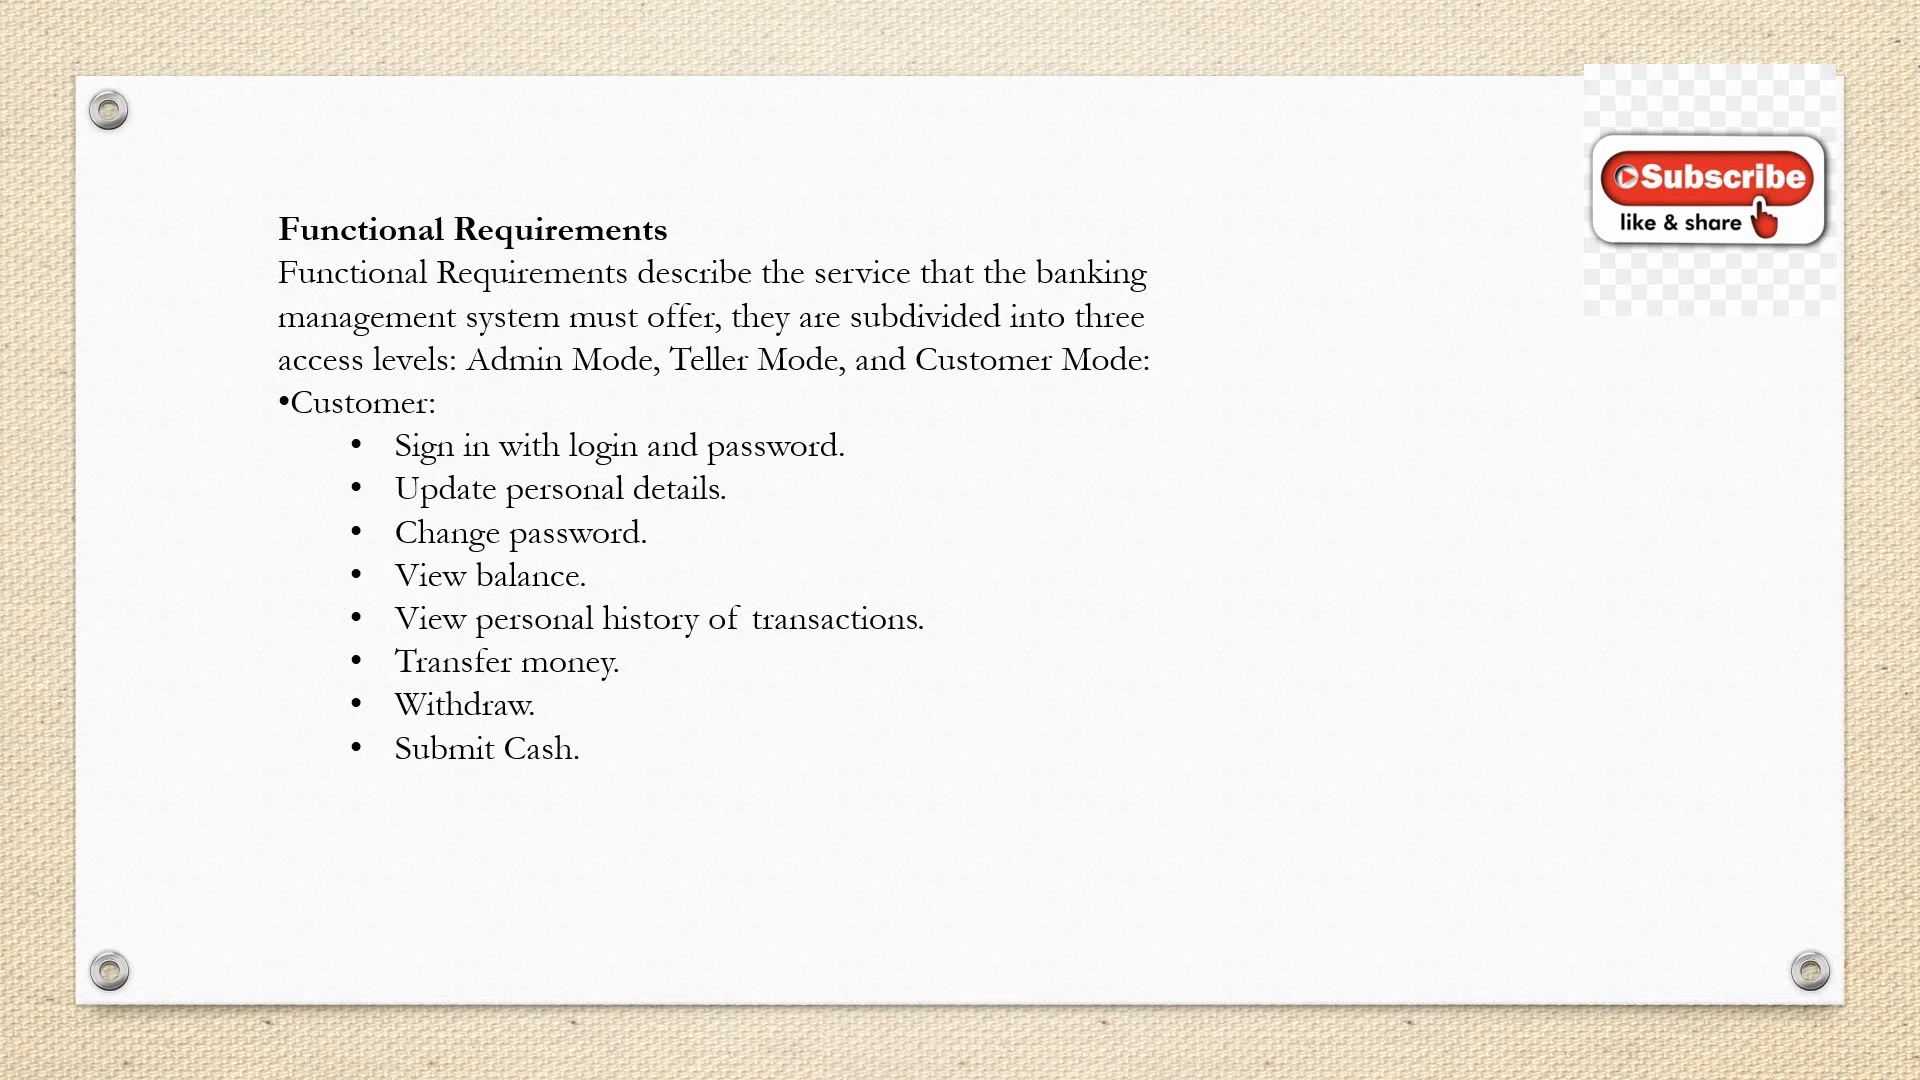 Subscribe
like & share
Functional Requirements
Functional Requirements describe the service that the banking
management system must offer, they are subdivided into three
access levels: Admin Mode, Teller Mode, and Customer Mode:
•Customer:
• Sign in with login and password.
• Update personal details.
• Change password.
• View balance.
• View personal history of transactions.
• Transfer money.
• Withdraw.
• Submit Cash.